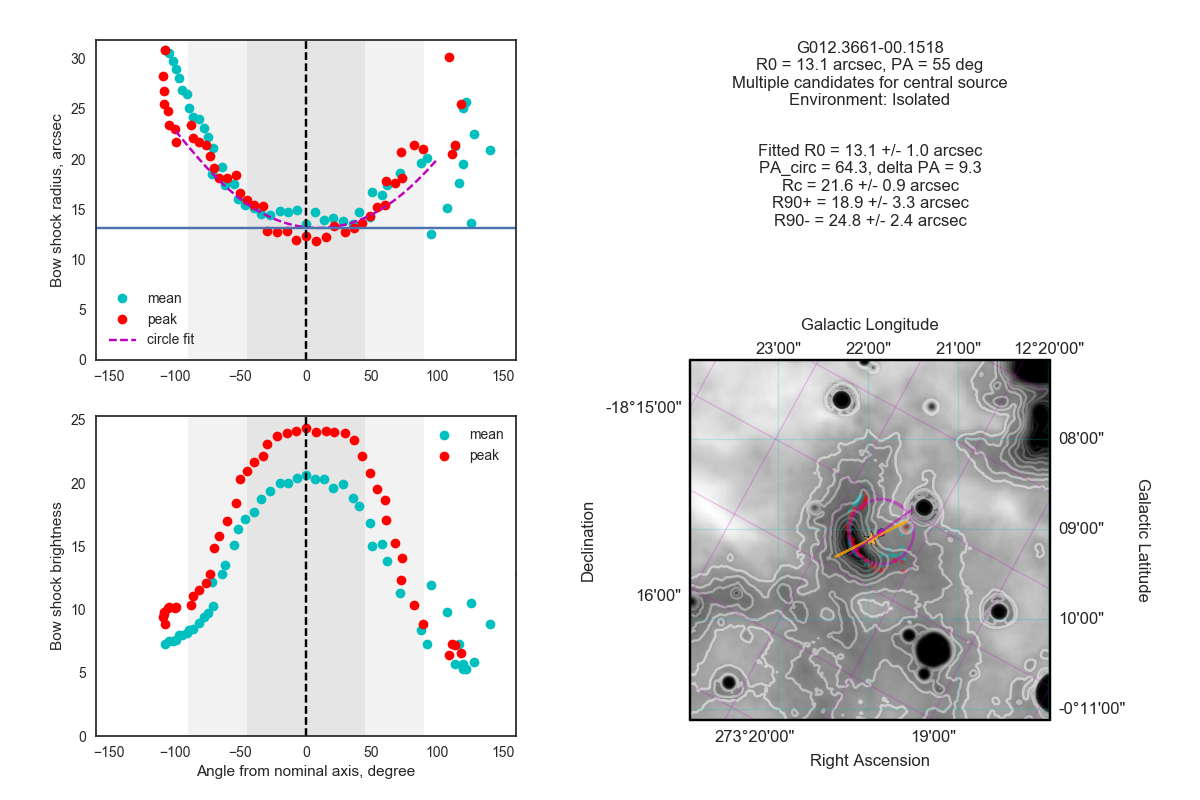 G012.3661-00.1518
R0 = 13.1 arcsec, PA = 55 deg
Multiple candidates for central source
Environment: Isolated
Fitted R0 = 13.1 +/- 1.0 arcsec
PA_circ = 64.3, delta PA = 9.3
Rc = 21.6 +/- 0.9 arcsec
R90+ = 18.9 +/- 3.3 arcsec
R90- = 24.8 +/- 2.4 arcsec
Bow shock radius, arcsec
30
25
20
15
10
5
0
mean
peak
circle fit
−150 −100 −50 0 50 100 150
Bow shock brightness
25
20
15
10
5
0
mean
peak
−150 −100 −50 0 50 100 150
Angle from nominal axis, degree
Galactic Longitude
23'00" 22'00" 21'00" 12°20'00"
-18°15'00"
16'00"
Declination
08'00"
09'00"
10'00"
-0°11'00"
Galactic Latitude
273°20'00" 19'00"
Right Ascension